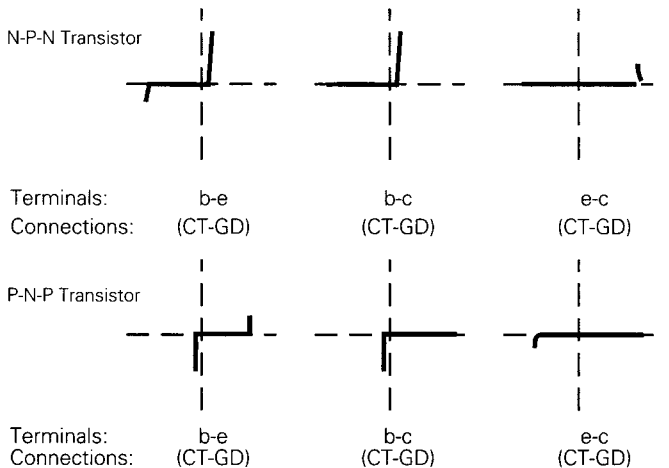 N-P-N Transistor
Terminals: b-e b-c e-c
Connections: (CT-GD) (CT-GD) (CT-GD)
P-N-P Transistor
Terminals: b-e b-c e-c
Connections: (CT-GD) (CT-GD) (CT-GD)